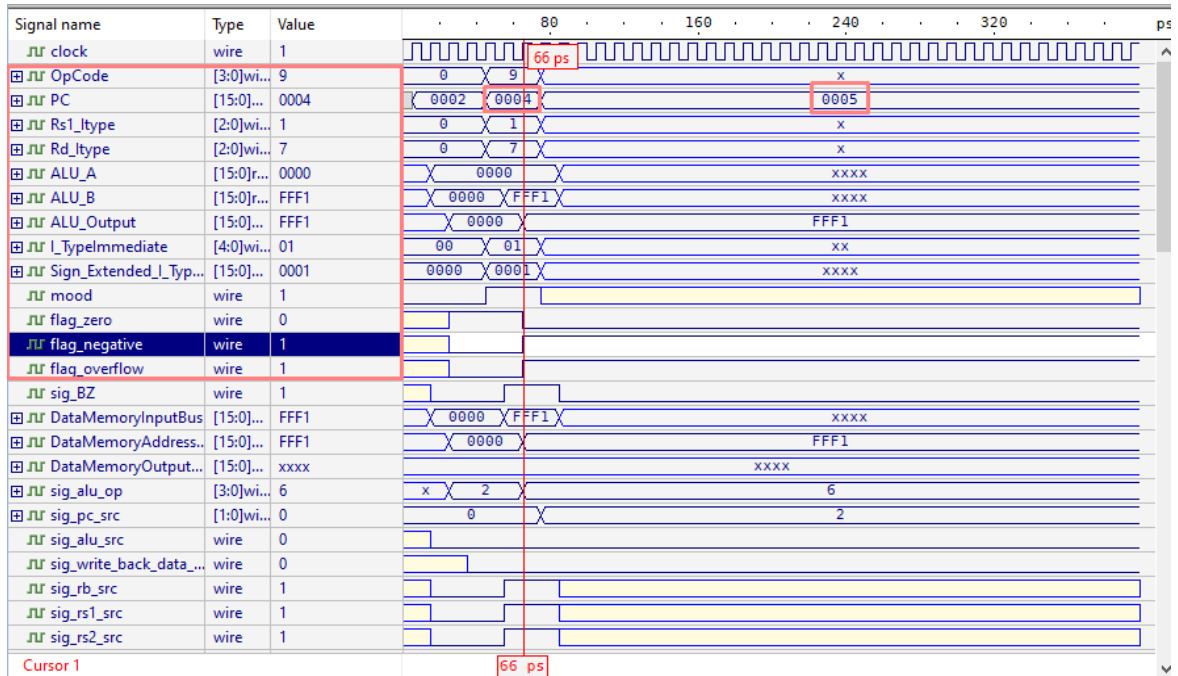 Signal name Type Value 80 160 240 320 ps
clock wire 1 66 ps
OpCode [3:0]wi... 9 0 9 x
PC [15:0]... 0004 0002 0004 0005
Rs1_Itype [2:0]wi... 1 0 1 x
Rd_Itype [2:0]wi... 7 0 7 x
ALU_A [15:0]r... 0000 0000 xxxx
ALU_B [15:0]r... FFF1 0000 FFF1 xxxx
ALU_Output [15:0]... FFF1 0000 FFF1
I_TypeImmediate [4:0]wi... 01 00 01 xx
Sign_Extended_I_Typ... [15:0]... 0001 0000 0001 xxxx
mood wire 1
flag_zero wire 0
flag_negative wire 1
flag_overflow wire 1
sig_BZ wire 1
DataMemoryInputBus [15:0]... FFF1 0000 FFF1 xxxx
DataMemoryAddress.. [15:0]... FFF1 0000 FFF1
DataMemoryOutput... [15:0]... xxxx xxxx
sig_alu_op [3:0]wi... 6 x 2 6
sig_pc_src [1:0]wi... 0 0 2
sig_alu_src wire 0
sig_write_back_data_... wire 0
sig_rb_src wire 1
sig_rs1_src wire 1
sig_rs2_src wire 1
Cursor 1 66 ps